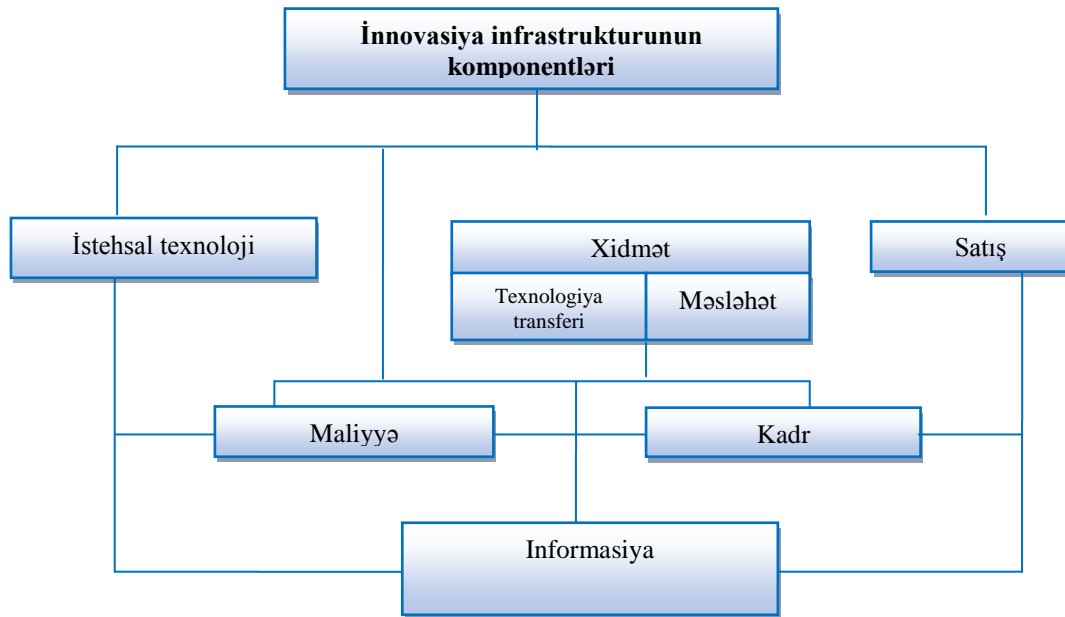 İnnovasiya infrastrukturunun
komponentləri
İstehsal texnoloji
Xidmət
Satış
Texnologiya
transferi
Məsləhət
Maliyyə
Kadr
Informasiya